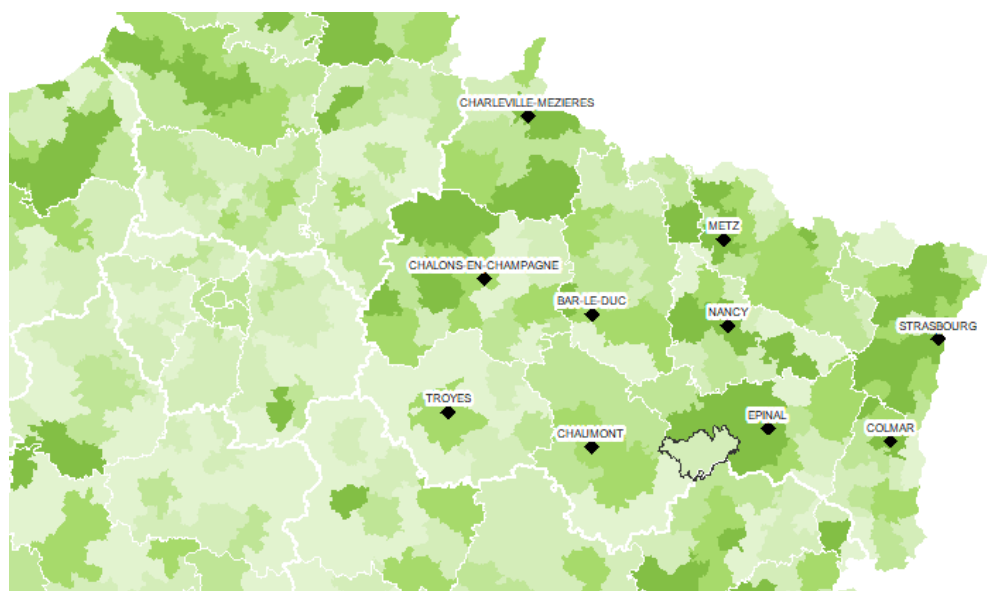 CHARLEVILLE-MEZIERES
METZ
CHALONS-EN-CHAMPAGNE
BAR-LE-DUC
NANCY
STRASBOURG
TROYES
EPINAL
CHAUMONT
COLMAR